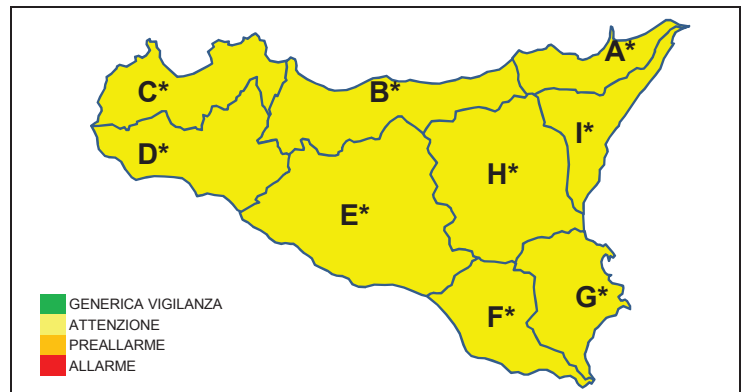 A*
C*
B*
I*
D*
H*
E*
G*
F*
GENERICA VIGILANZA
ATTENZIONE
PREALLARME
ALLARME